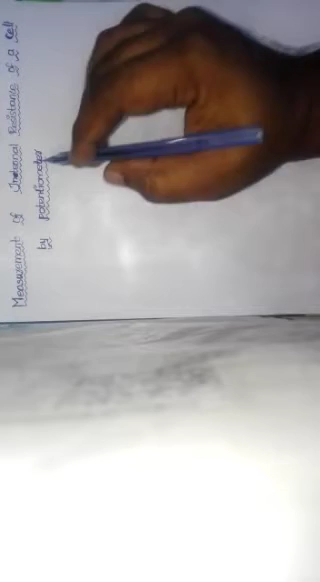 Measurement of Internal Resistance of a Cell
by potentiometer